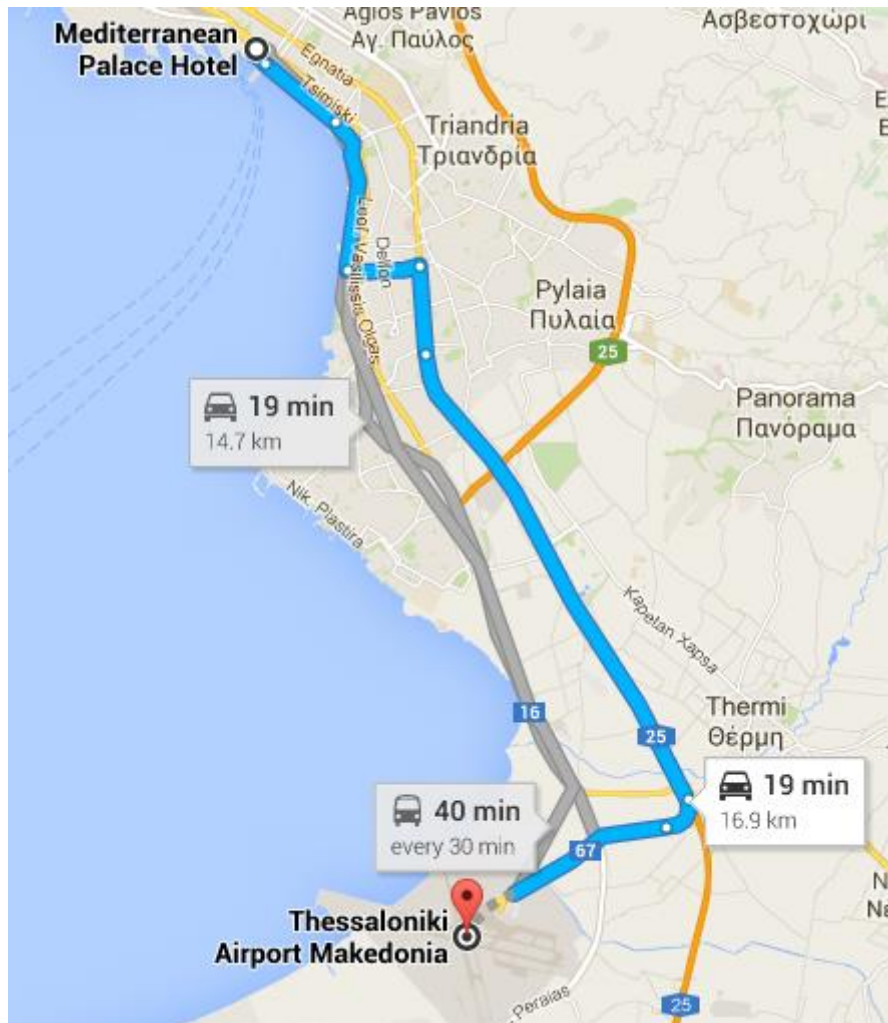 Agios Pavlos
Αγ. Παύλος
Ασβεστοχώρι
Mediterranean
Palace Hotel
Egnatia
Tsimiski
Triandria
Τριανδρία
Delfon
Leof. Vasilissis Olgas
Pylaia
Πυλαία
25
19 min
14.7 km
Panorama
Πανόραμα
Nik. Plastira
Kapetan Xapsa
16
25
Thermi
Θέρμη
40 min
every 30 min
19 min
16.9 km
67
Thessaloniki
Airport Makedonia
Peraias
25